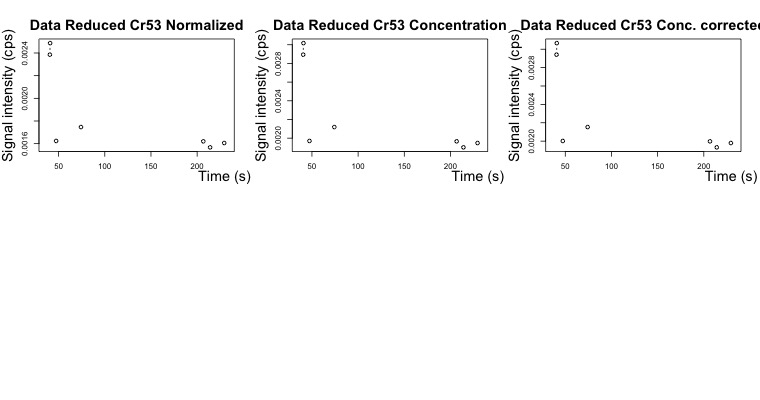 Data Reduced Cr53 Normalized
Signal intensity (cps)
0.0016
0.0020
0.0024
50
100
150
200
Time (s)
Data Reduced Cr53 Concentration
Signal intensity (cps)
0.0020
0.0024
0.0028
50
100
150
200
Time (s)
Data Reduced Cr53 Conc. corrected
Signal intensity (cps)
0.0020
0.0024
0.0028
50
100
150
200
Time (s)